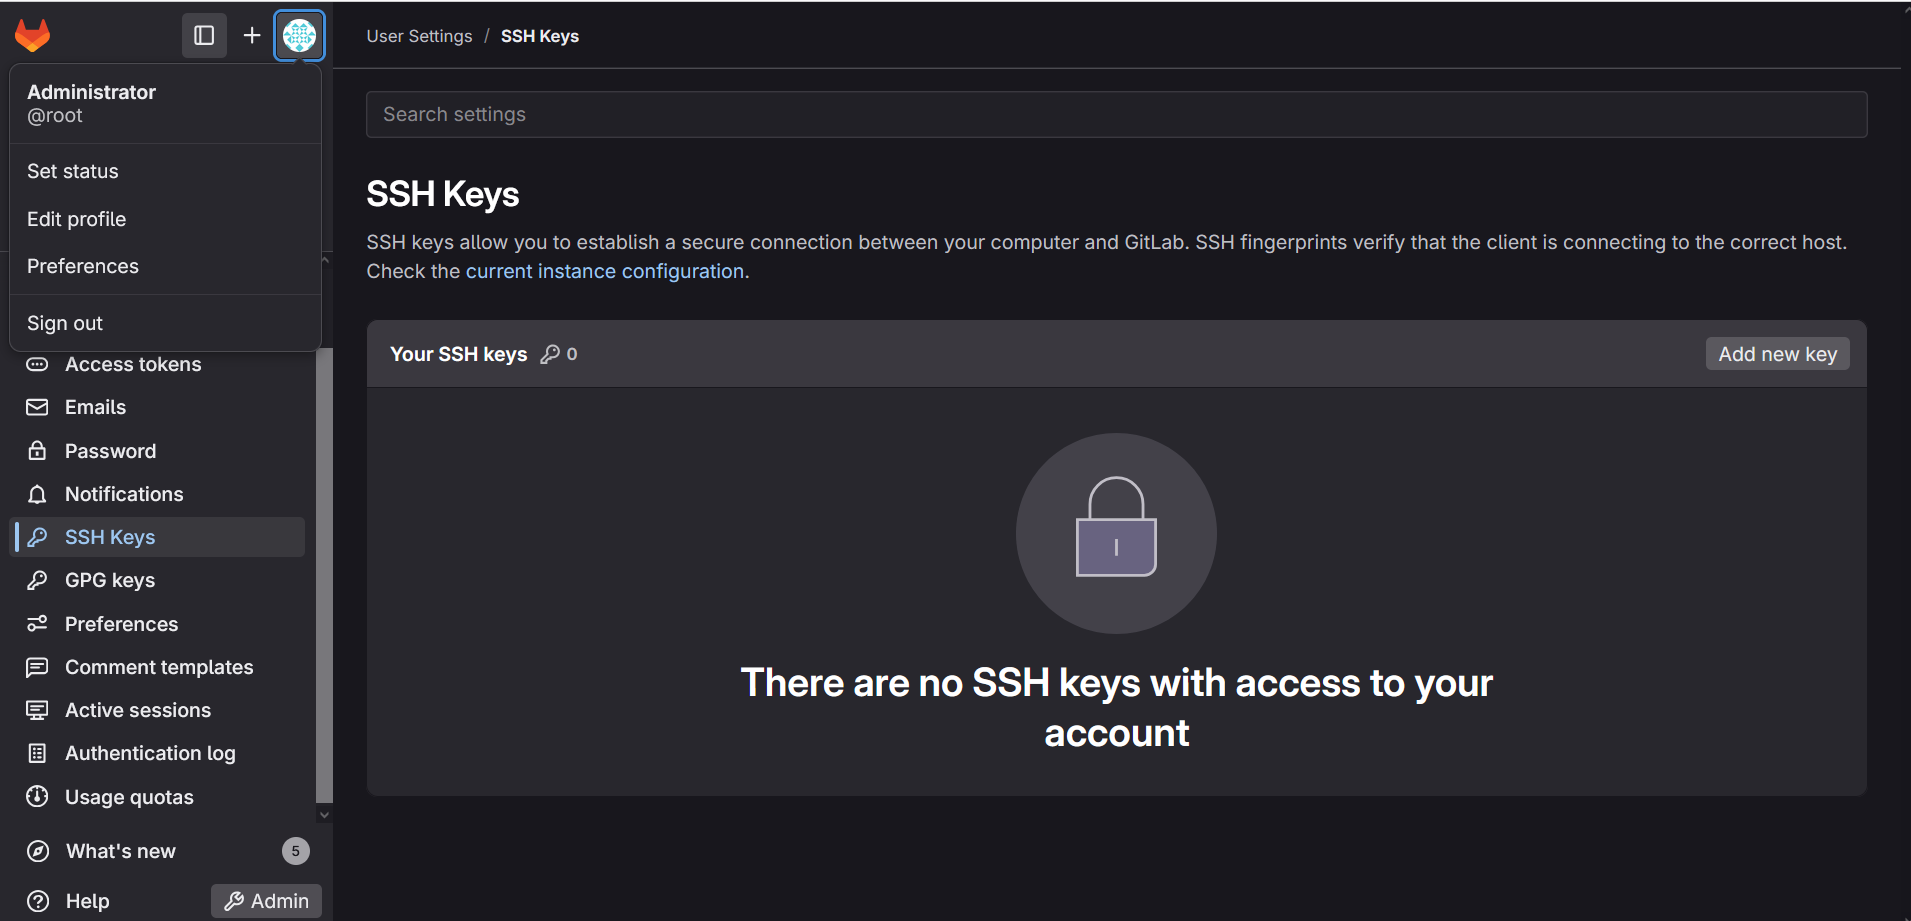 Administrator
@root
Set status
Edit profile
Preferences
Sign out
Access tokens
Emails
Password
Notifications
SSH Keys
GPG keys
Preferences
Comment templates
Active sessions
Authentication log
Usage quotas
What's new 5
Help
Admin
User Settings / SSH Keys
Search settings
SSH Keys
SSH keys allow you to establish a secure connection between your computer and GitLab. SSH fingerprints verify that the client is connecting to the correct host.
Check the current instance configuration.
Your SSH keys 0
Add new key
There are no SSH keys with access to your
account